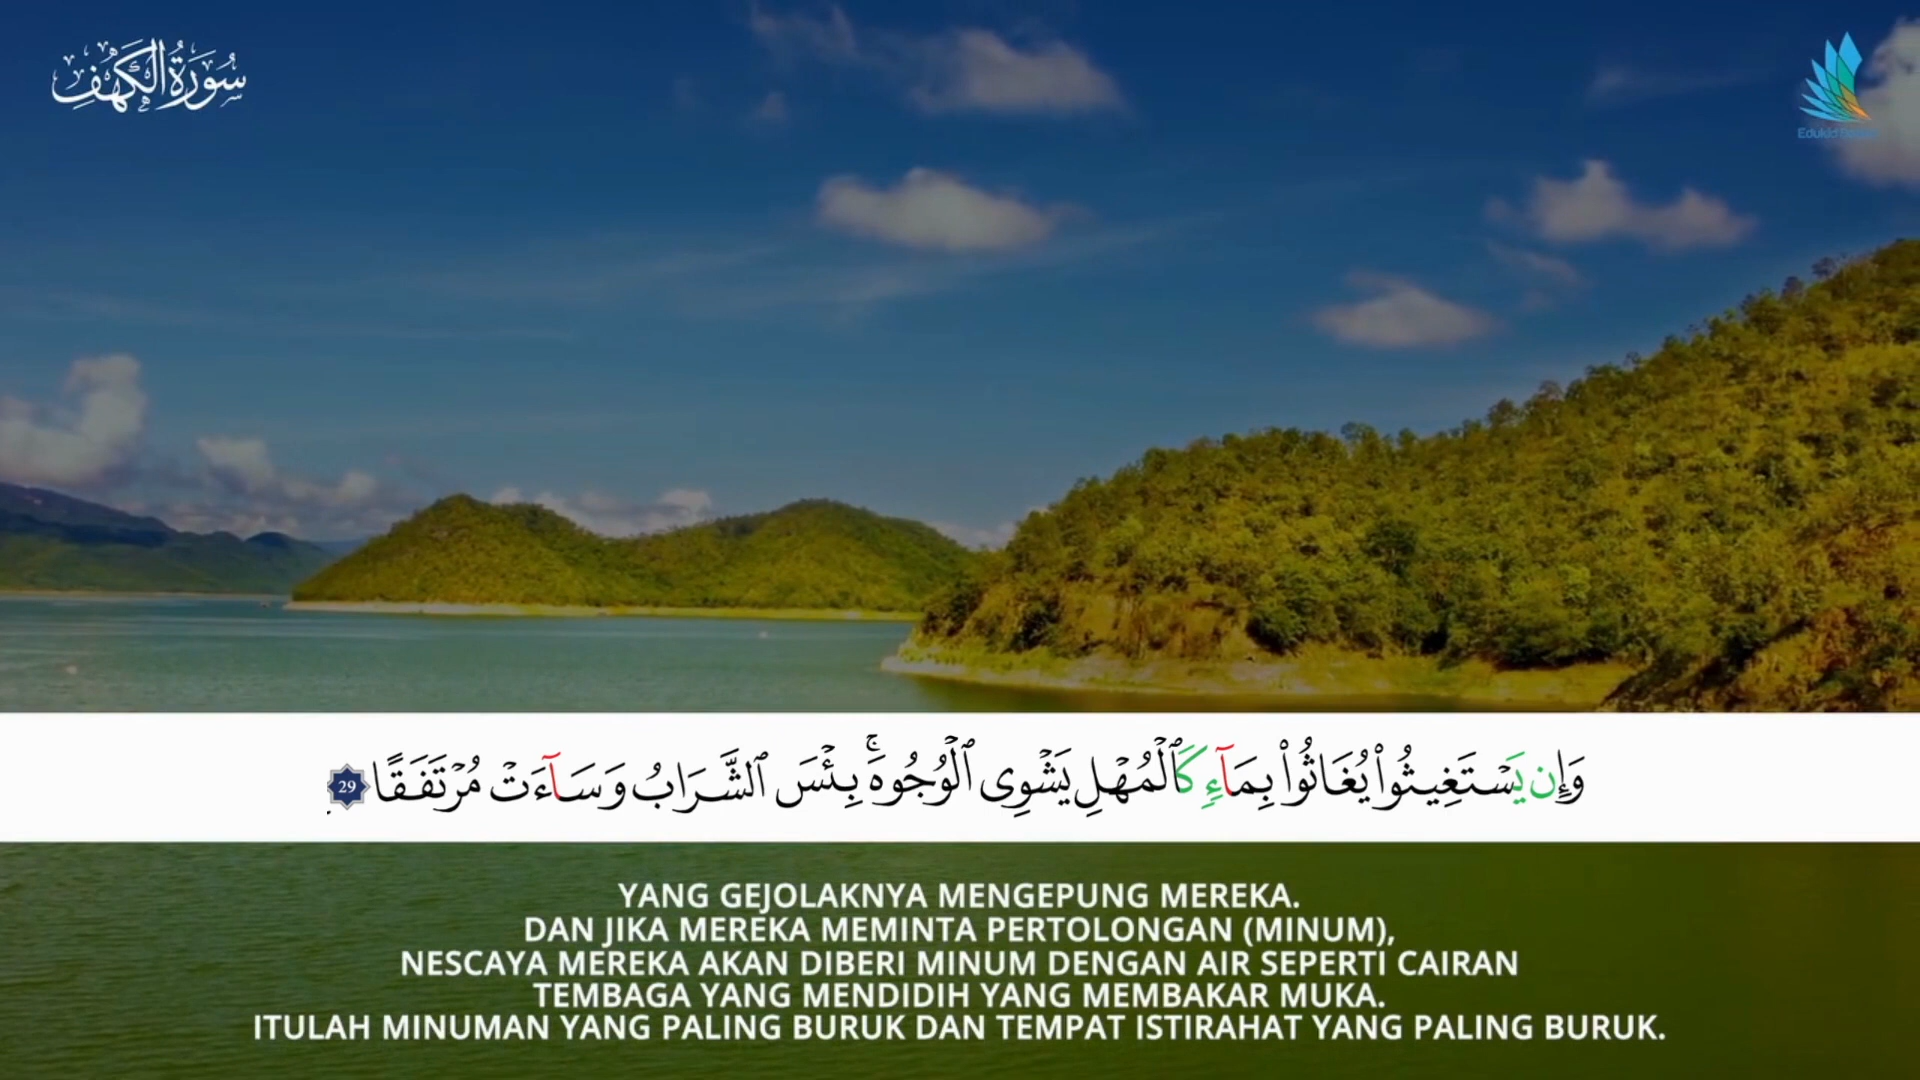 سُورَةُ الْكَهْفِ
وَإِن يَسْتَغِيثُوا۟ يُغَاثُوا۟ بِمَآءٍ كَٱلْمُهْلِ يَشْوِى ٱلْوُجُوهَ ۚ بِئْسَ ٱلشَّرَابُ وَسَآءَتْ مُرْتَفَقًا 29
YANG GEJOLAKNYA MENGEPUNG MEREKA.
DAN JIKA MEREKA MEMINTA PERTOLONGAN (MINUM),
NESCAYA MEREKA AKAN DIBERI MINUM DENGAN AIR SEPERTI CAIRAN
TEMBAGA YANG MENDIDIH YANG MEMBAKAR MUKA.
ITULAH MINUMAN YANG PALING BURUK DAN TEMPAT ISTIRAHAT YANG PALING BURUK.